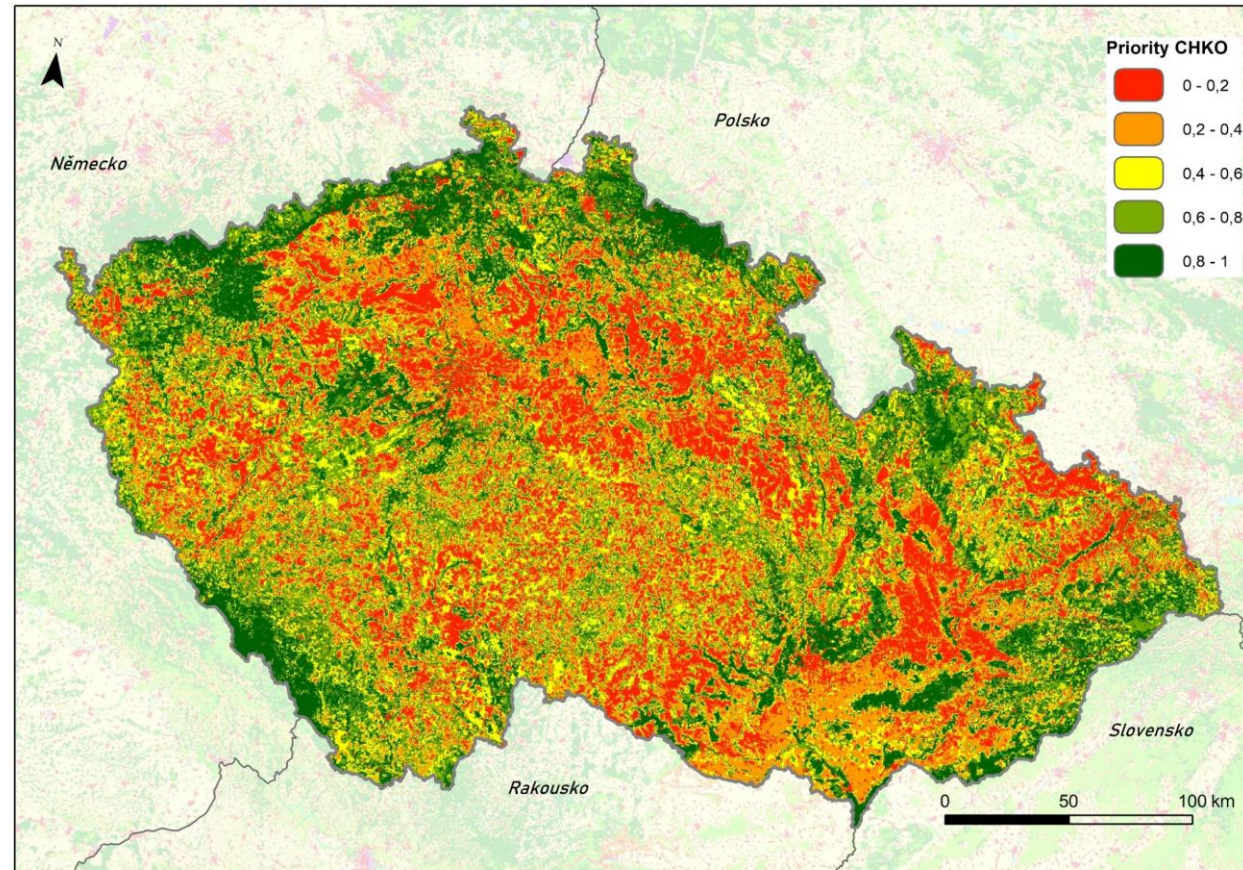 N
Priority CHKO
0 - 0,2
0,2 - 0,4
0,4 - 0,6
0,6 - 0,8
0,8 - 1
Polsko
Německo
Slovensko
Rakousko
0 50 100 km